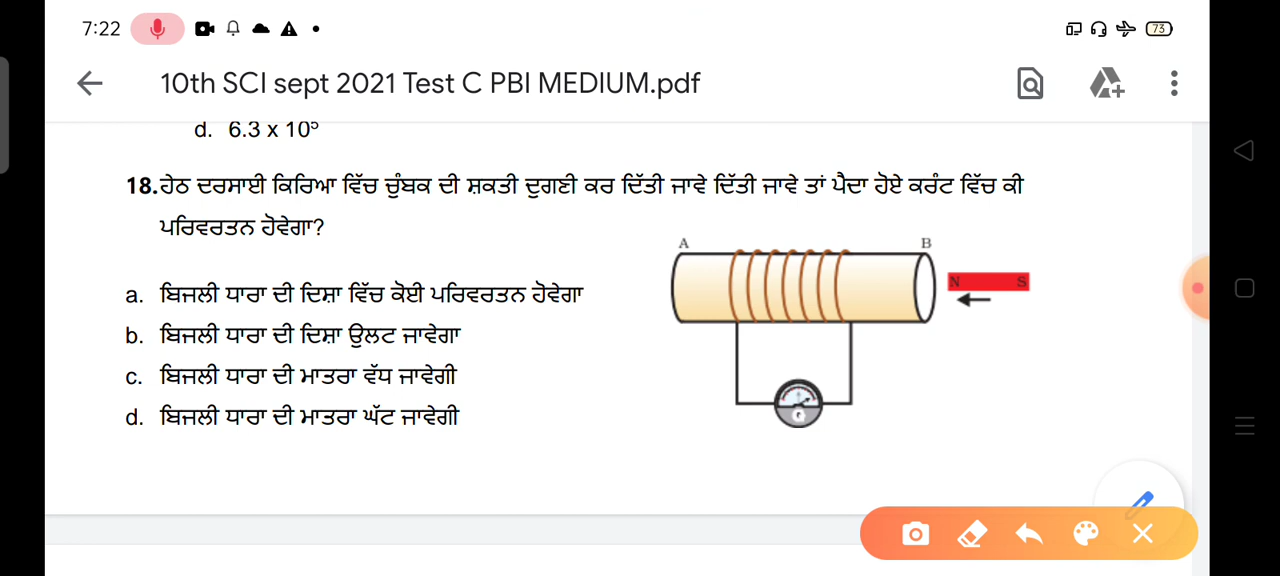 7:22
73
10th SCI sept 2021 Test C PBI MEDIUM.pdf
d. 6.3 x 10⁵
18. ਹੇਠ ਦਰਸਾਈ ਕਿਰਿਆ ਵਿੱਚ ਚੁੰਬਕ ਦੀ ਸ਼ਕਤੀ ਦੁਗਣੀ ਕਰ ਦਿੱਤੀ ਜਾਵੇ ਦਿੱਤੀ ਜਾਵੇ ਤਾਂ ਪੈਦਾ ਹੋਏ ਕਰੰਟ ਵਿੱਚ ਕੀ
ਪਰਿਵਰਤਨ ਹੋਵੇਗਾ?
A B
N S
a. ਬਿਜਲੀ ਧਾਰਾ ਦੀ ਦਿਸ਼ਾ ਵਿੱਚ ਕੋਈ ਪਰਿਵਰਤਨ ਹੋਵੇਗਾ
b. ਬਿਜਲੀ ਧਾਰਾ ਦੀ ਦਿਸ਼ਾ ਉਲਟ ਜਾਵੇਗਾ
c. ਬਿਜਲੀ ਧਾਰਾ ਦੀ ਮਾਤਰਾ ਵੱਧ ਜਾਵੇਗੀ
d. ਬਿਜਲੀ ਧਾਰਾ ਦੀ ਮਾਤਰਾ ਘੱਟ ਜਾਵੇਗੀ